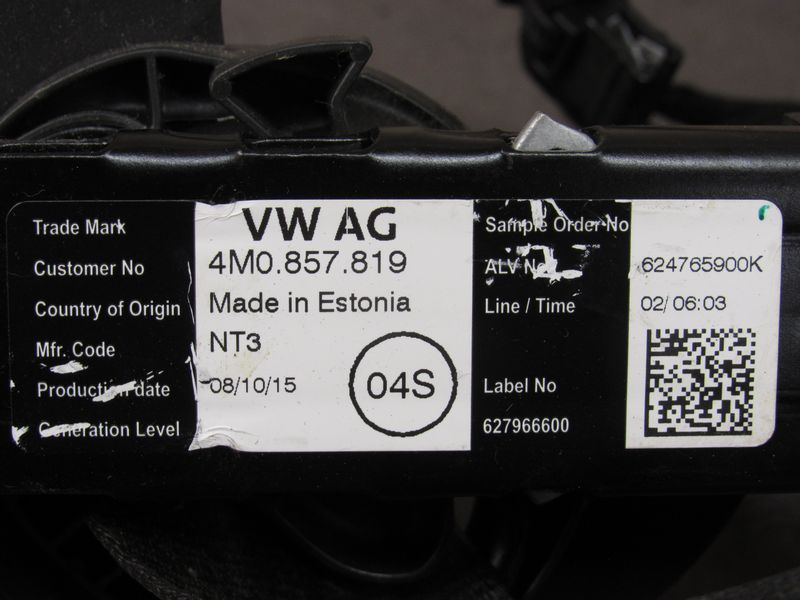 Trade Mark VW AG
Customer No 4M0.857.819
Country of Origin Made in Estonia
Mfr. Code NT3
Production date 08/10/15
Generation Level
04S
Sample Order No
ALV No 624765900K
Line / Time 02/ 06:03
Label No
627966600